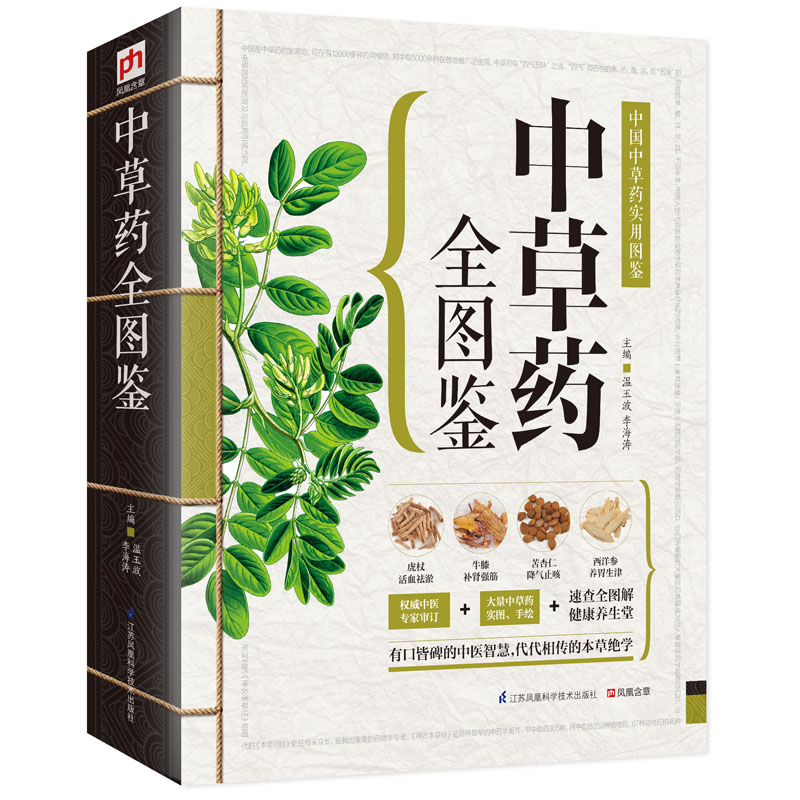 ph
凤凰含章
中草药全图鉴
主编
温玉波
李海涛
江苏凤凰科学技术出版社
中国中草药实用图鉴
中草药
全图鉴
主编
温玉波 李海涛
虎杖
活血祛淤
牛膝
补肾强筋
苦杏仁
降气止咳
西洋参
养胃生津
权威中医
专家审订
+
大量中草药
实图、手绘
+
速查全图解
健康养生堂
有口皆碑的中医智慧,代代相传的本草绝学
江苏凤凰科学技术出版社
凤凰含章